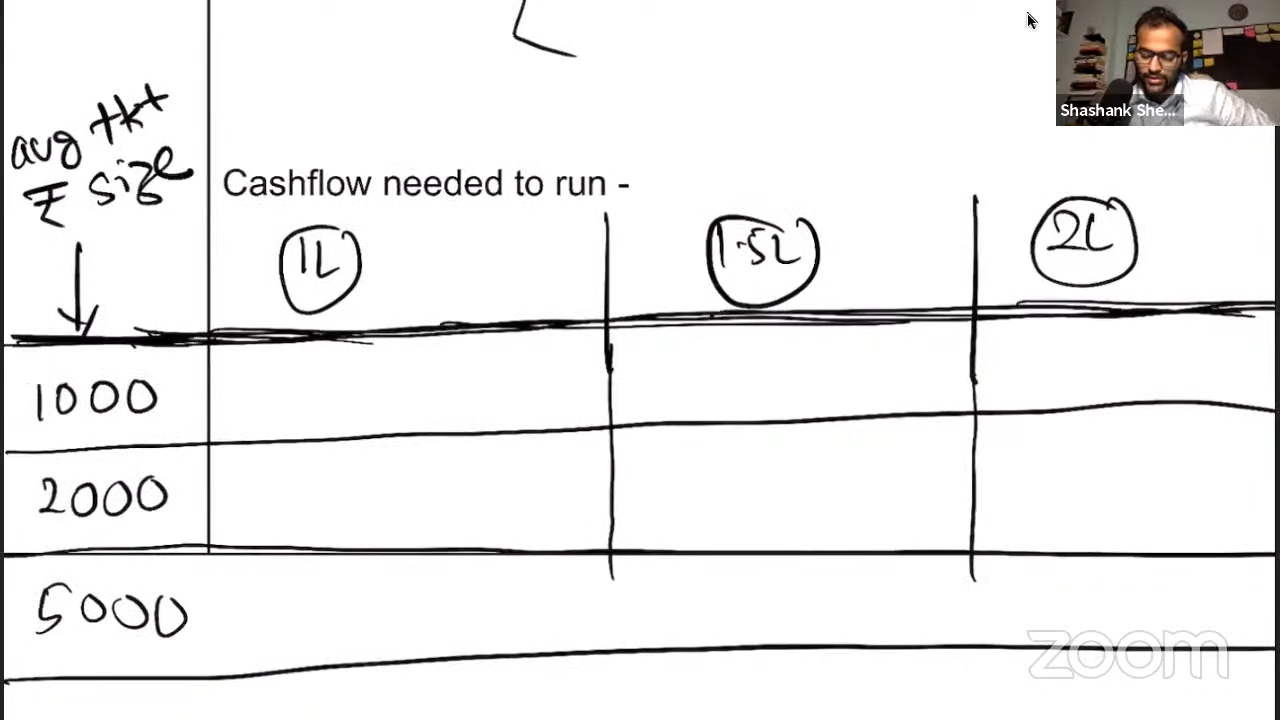 Shashank She...
avg tkt
₹ size
Cashflow needed to run -
1L
1.5L
2L
1000
2000
5000
zoom